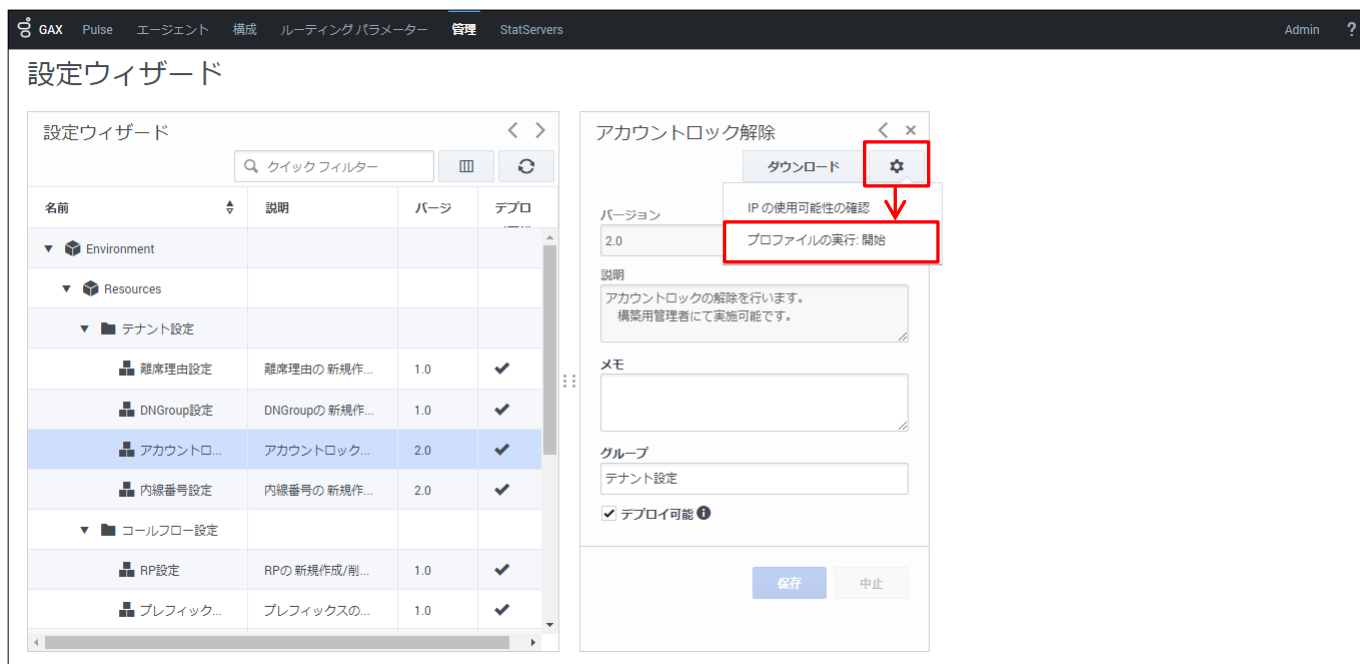 GAX Pulse エージェント 構成 ルーティング パラメーター 管理 StatServers Admin ?
設定ウィザード
設定ウィザード
クイック フィルター
名前 説明 バージ デプロ
Environment
Resources
テナント設定
離席理由設定 離席理由の 新規作... 1.0
DNGroup設定 DNGroupの 新規作... 1.0
アカウントロ... アカウントロック... 2.0
内線番号設定 内線番号の 新規作... 2.0
コールフロー設定
RP設定 RPの 新規作成/削... 1.0
プレフィック... プレフィックスの... 1.0
アカウントロック解除
ダウンロード
IP の使用可能性の確認
プロファイルの実行: 開始
バージョン
2.0
説明
アカウントロックの解除を行います。
構築用管理者にて実施可能です。
メモ
グループ
テナント設定
デプロイ可能
保存 中止